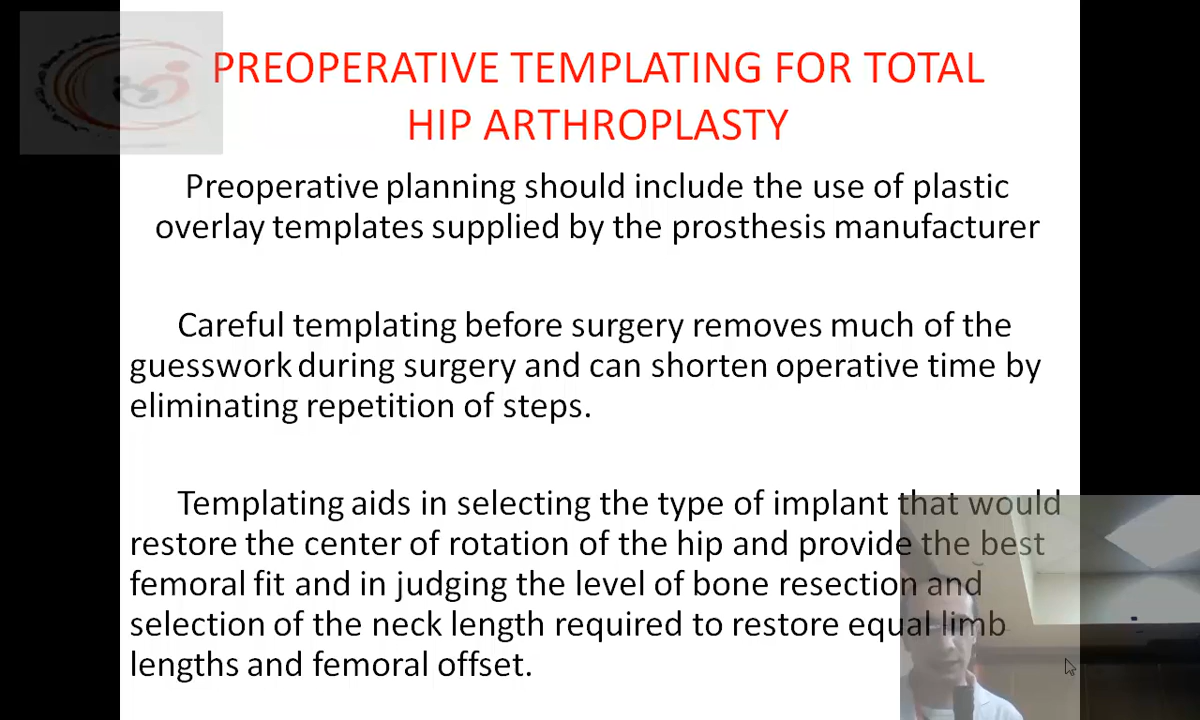 PREOPERATIVE TEMPLATING FOR TOTAL
HIP ARTHROPLASTY
Preoperative planning should include the use of plastic
overlay templates supplied by the prosthesis manufacturer
Careful templating before surgery removes much of the
guesswork during surgery and can shorten operative time by
eliminating repetition of steps.
Templating aids in selecting the type of implant that would
restore the center of rotation of the hip and provide the best
femoral fit and in judging the level of bone resection and
selection of the neck length required to restore equal limb
lengths and femoral offset.